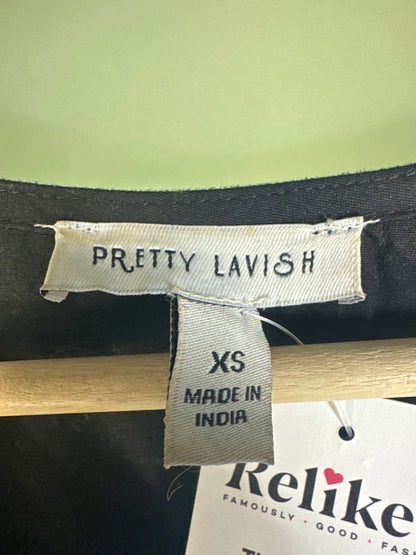 PRETTY LAVISH
XS
MADE IN
INDIA
Relike
FAMOUSLY · GOOD · FAS